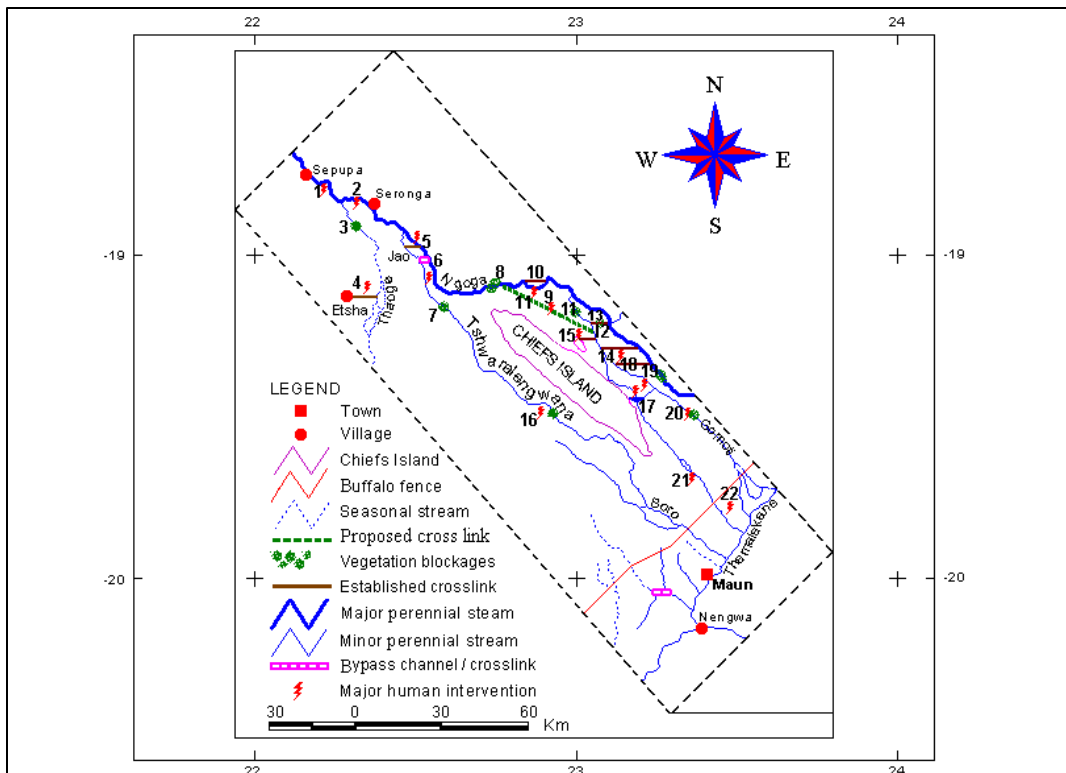 22
23
24
N
W
E
S
Sepupa
1
2
Seronga
3
5
-19
-19
Jao
6
4
Etsha
Thaoga
Ngoga
8
10
11
9
11
7
13
12
15
CHIEFS ISLAND
14
18
19
Tshwaralengwana
17
16
20
Gomoti
21
22
Boro
Thamalakane
LEGEND
Town
Village
Chiefs Island
Buffalo fence
Seasonal stream
Proposed cross link
Vegetation blockages
Established crosslink
Major perennial steam
Minor perennial stream
Bypass channel / crosslink
Major human intervention
-20
-20
Maun
Nengwa
30 0 30 60
Km
22
23
24